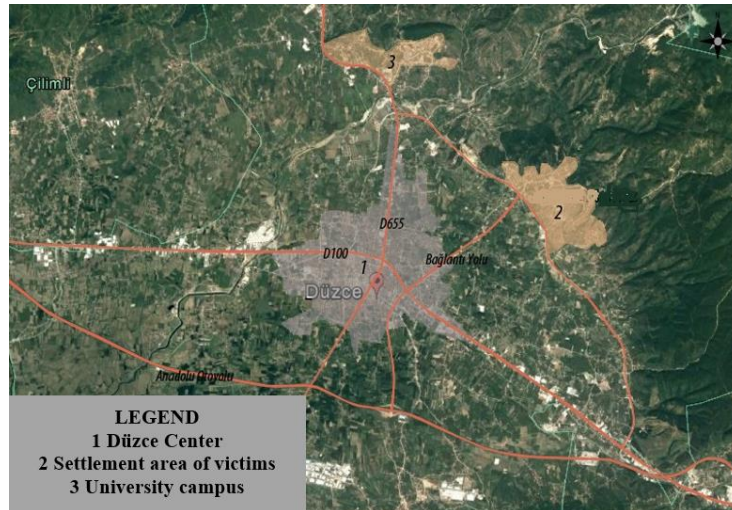 Çilimli
3
2
D655
D100
1
Bağlantı Yolu
Düzce
Anadolu Otoyolu
LEGEND
1 Düzce Center
2 Settlement area of victims
3 University campus